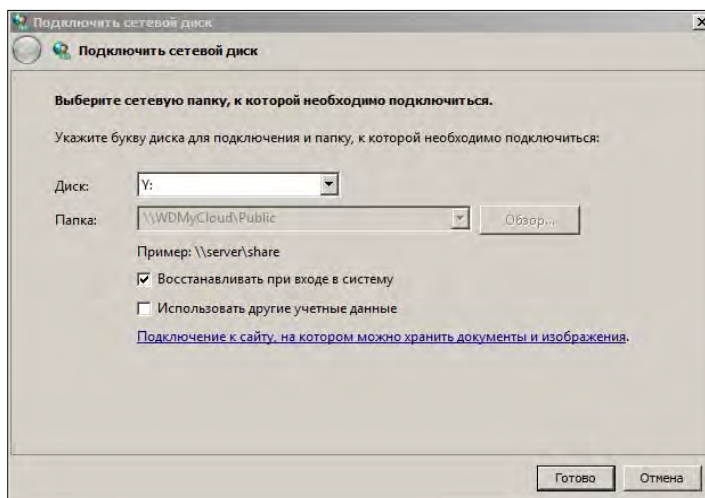 Подключить сетевой диск
Подключить сетевой диск
Выберите сетевую папку, к которой необходимо подключиться.
Укажите букву диска для подключения и папку, к которой необходимо подключиться:
Диск: Y:
Папка: \\WDMyCloud\Public Обзор...
Пример: \\server\share
Восстанавливать при входе в систему
Использовать другие учетные данные
Подключение к сайту, на котором можно хранить документы и изображения.
Готово Отмена